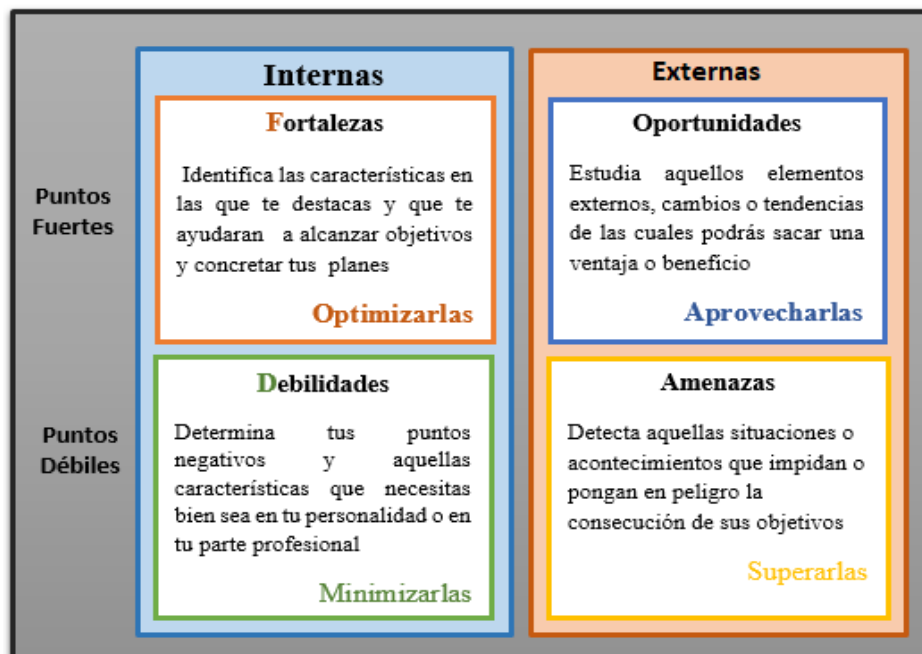 Internas
Externas
Puntos
Fuertes
Fortalezas
Identifica las características en
las que te destacas y que te
ayudaran a alcanzar objetivos
y concretar tus planes
Optimizarlas
Oportunidades
Estudia aquellos elementos
externos, cambios o tendencias
de las cuales podrás sacar una
ventaja o beneficio
Aprovecharlas
Puntos
Débiles
Debilidades
Determina tus puntos
negativos y aquellas
características que necesitas
bien sea en tu personalidad o en
tu parte profesional
Minimizarlas
Amenazas
Detecta aquellas situaciones o
acontecimientos que impidan o
pongan en peligro la
consecución de sus objetivos
Superarlas